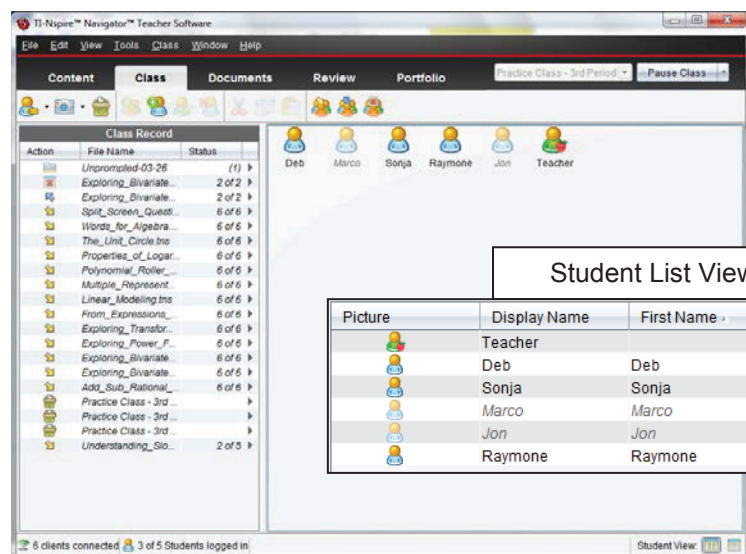 TI-Nspire™ Navigator™ Teacher Software
File Edit View Tools Class Window Help
Content Class Documents Review Portfolio Practice Class - 3rd Period Pause Class
Class Record
Action File Name Status
Unprompted-03-26 (1)
Exploring_Bivariate... 2 of 2
Exploring_Bivariate... 2 of 2
Split_Screen_Questi... 6 of 6
Words_for_Algebra... 6 of 6
The_Unit_Circle.tns 6 of 6
Properties_of_Logar... 6 of 6
Polynomial_Roller_... 6 of 6
Multiple_Represent... 6 of 6
Linear_Modeling.tns 6 of 6
From_Expressions_... 6 of 6
Exploring_Transfor... 6 of 6
Exploring_Power_F... 6 of 6
Exploring_Bivariate... 6 of 6
Exploring_Bivariate... 6 of 6
Add_Sub_Rational_... 6 of 6
Practice Class - 3rd ...
Practice Class - 3rd ...
Practice Class - 3rd ...
Understanding_Slo... 2 of 5
Deb Marco Sonja Raymone Jon Teacher
Student List View
Picture Display Name First Name
Teacher
Deb Deb
Sonja Sonja
Marco Marco
Jon Jon
Raymone Raymone
6 clients connected 3 of 5 Students logged in
Student View: